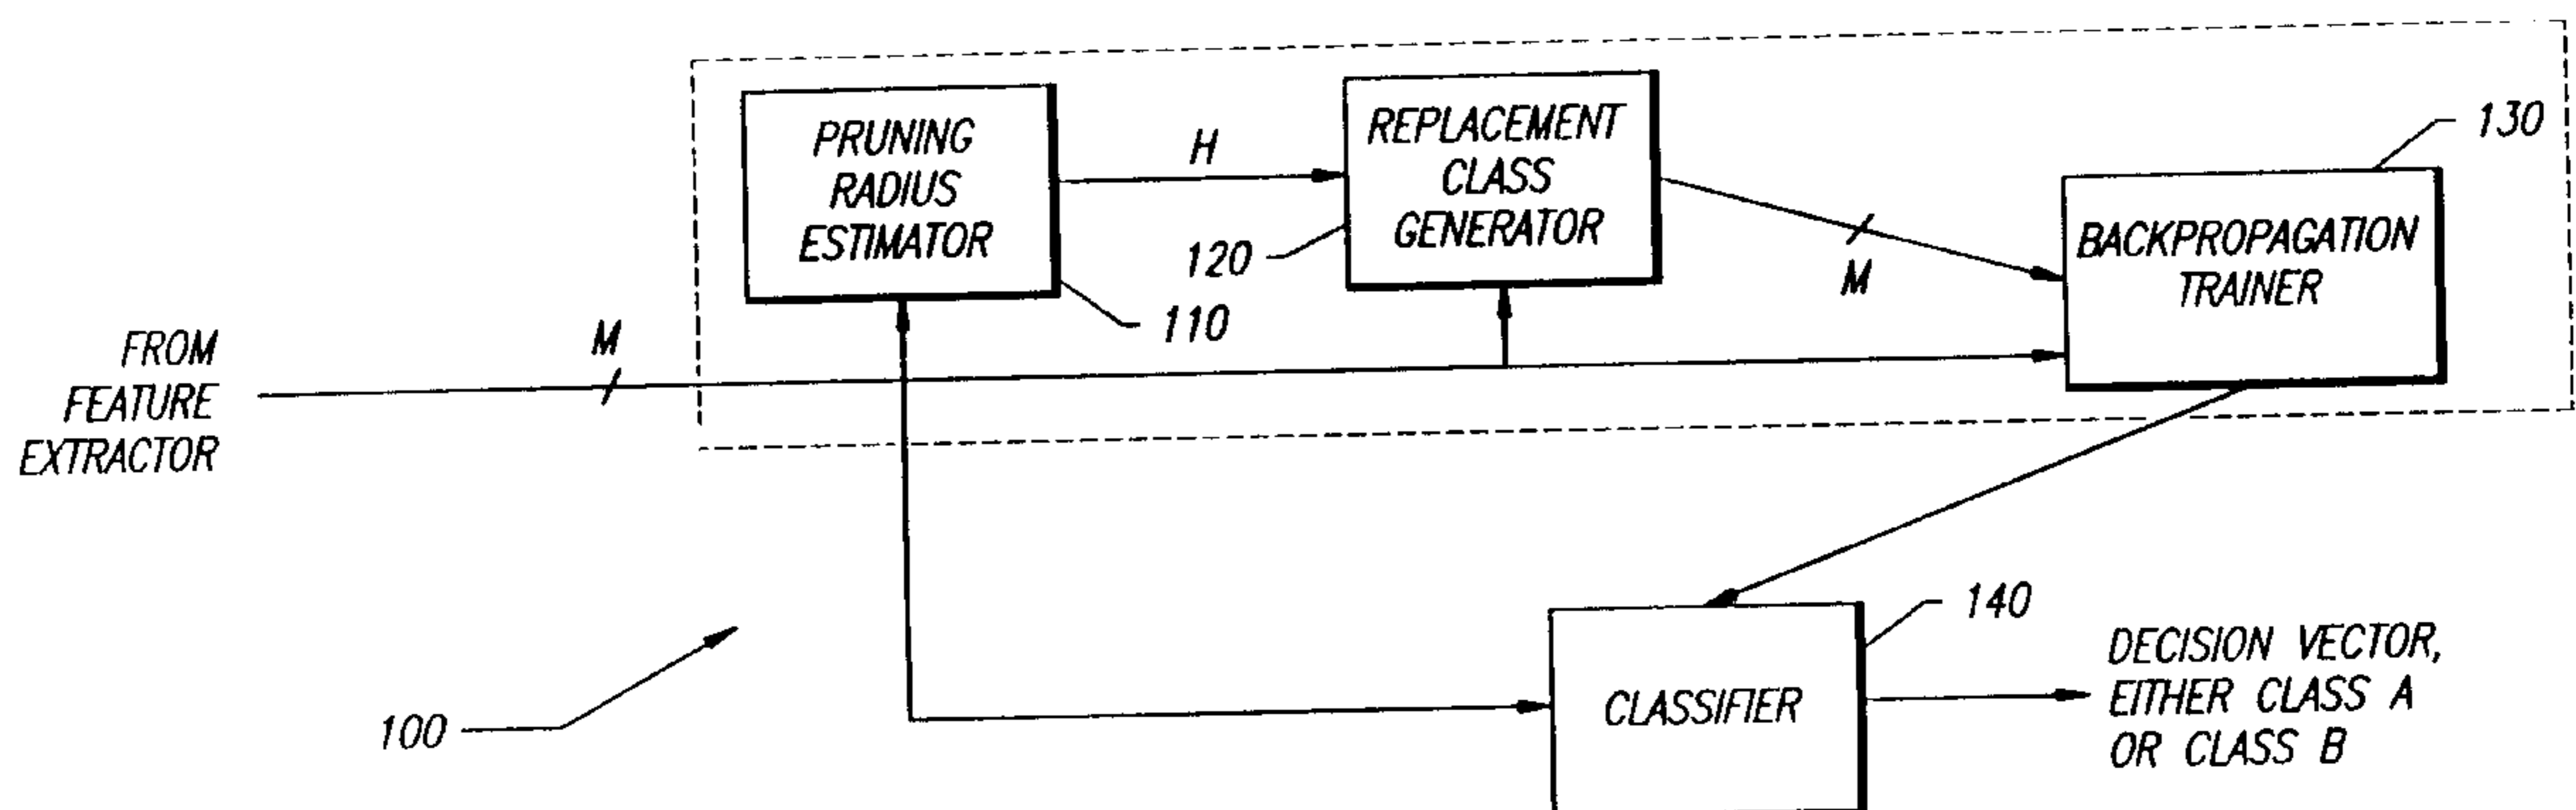 PRUNING
RADIUS
ESTIMATOR
110
H
REPLACEMENT
CLASS
GENERATOR
120
M
BACKPROPAGATION
TRAINER
130
FROM
FEATURE
EXTRACTOR
M
100
CLASSIFIER
140
DECISION VECTOR,
EITHER CLASS A
OR CLASS B